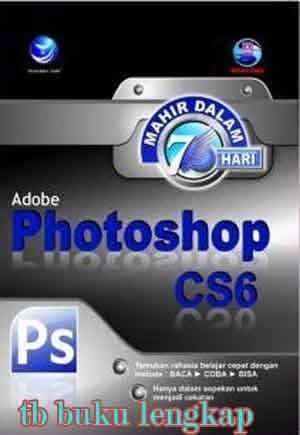 MAHIR DALAM
7
HARI
Adobe
Photoshop
CS6
Ps
Temukan rahasia belajar cepat dengan
metode : BACA ► COBA ► BISA
Hanya dalam sepekan untuk
menjadi cekatan
tb buku lengkap